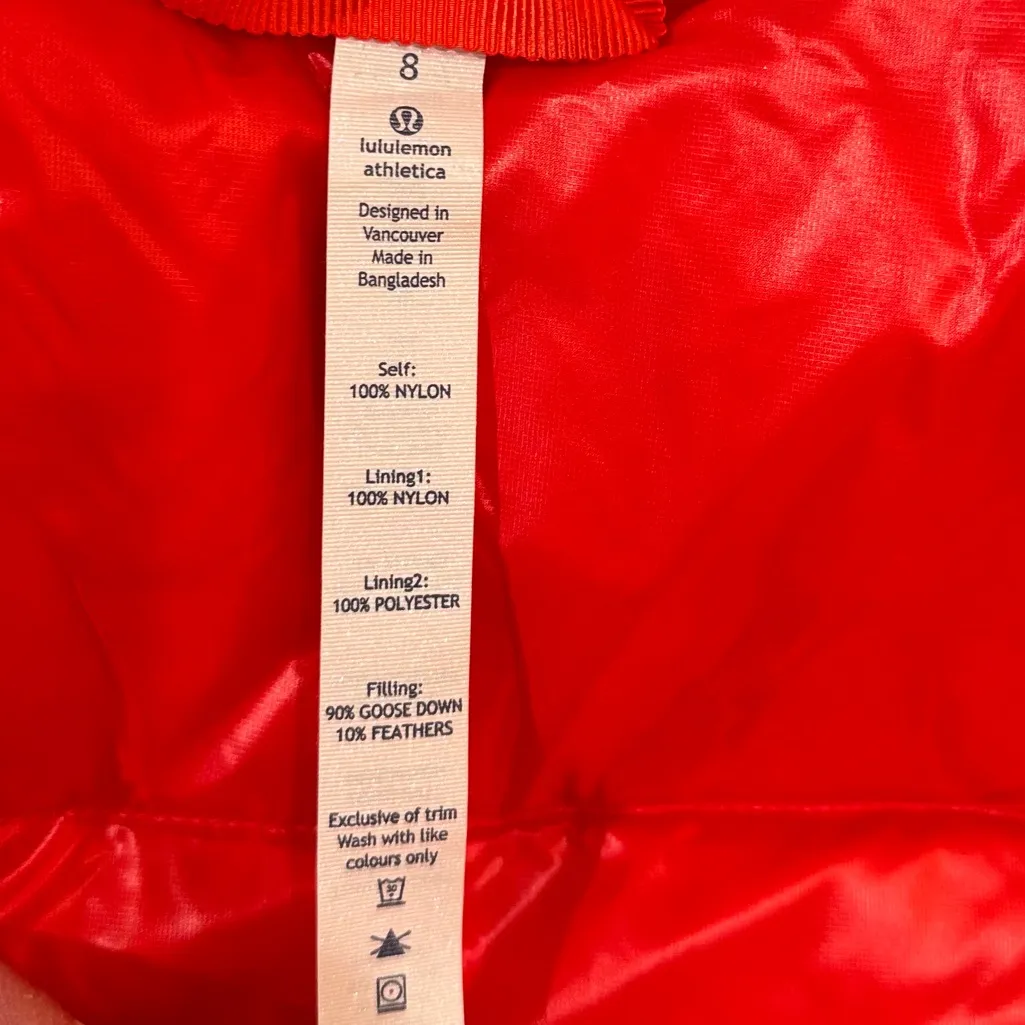 8
lululemon
athletica
Designed in
Vancouver
Made in
Bangladesh
Self:
100% NYLON
Lining1:
100% NYLON
Lining2:
100% POLYESTER
Filling:
90% GOOSE DOWN
10% FEATHERS
Exclusive of trim
Wash with like
colours only
30